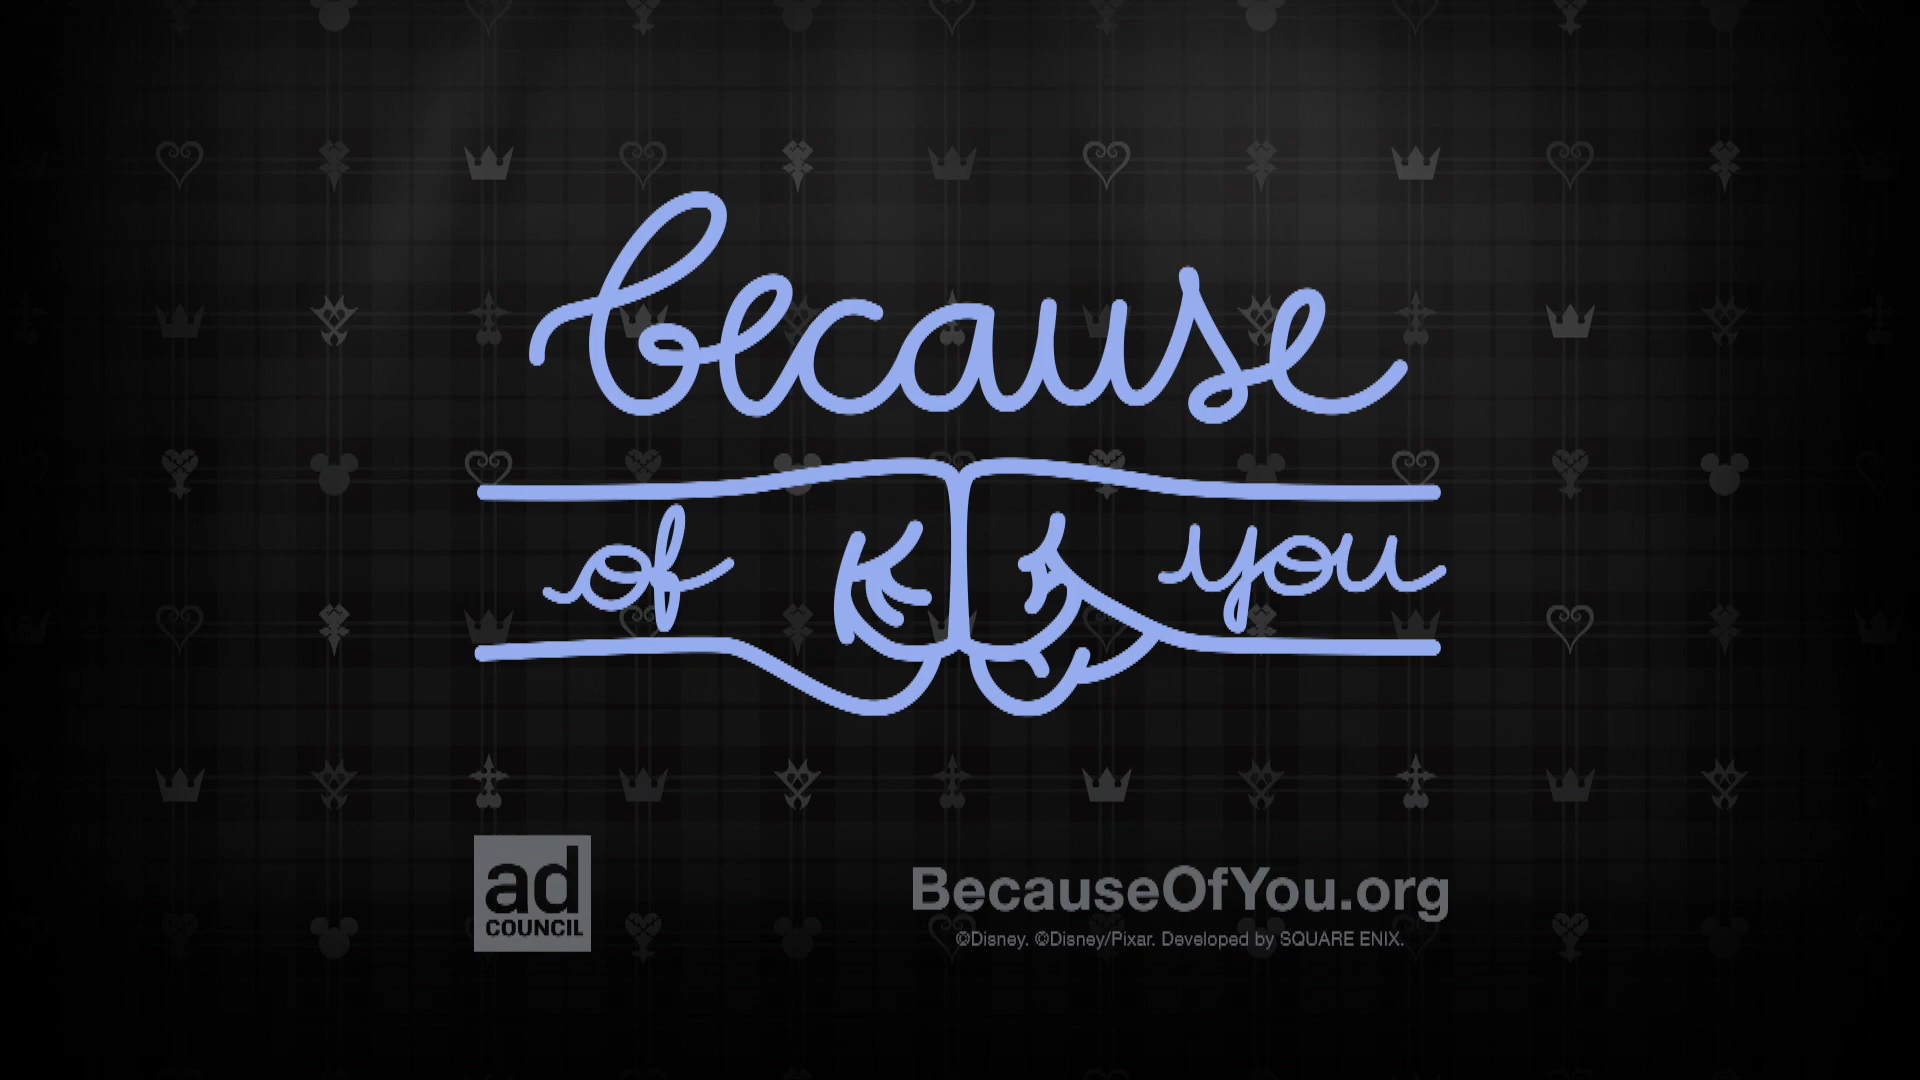 because
of you
ad
COUNCIL
BecauseOfYou.org
©Disney. ©Disney/Pixar. Developed by SQUARE ENIX.